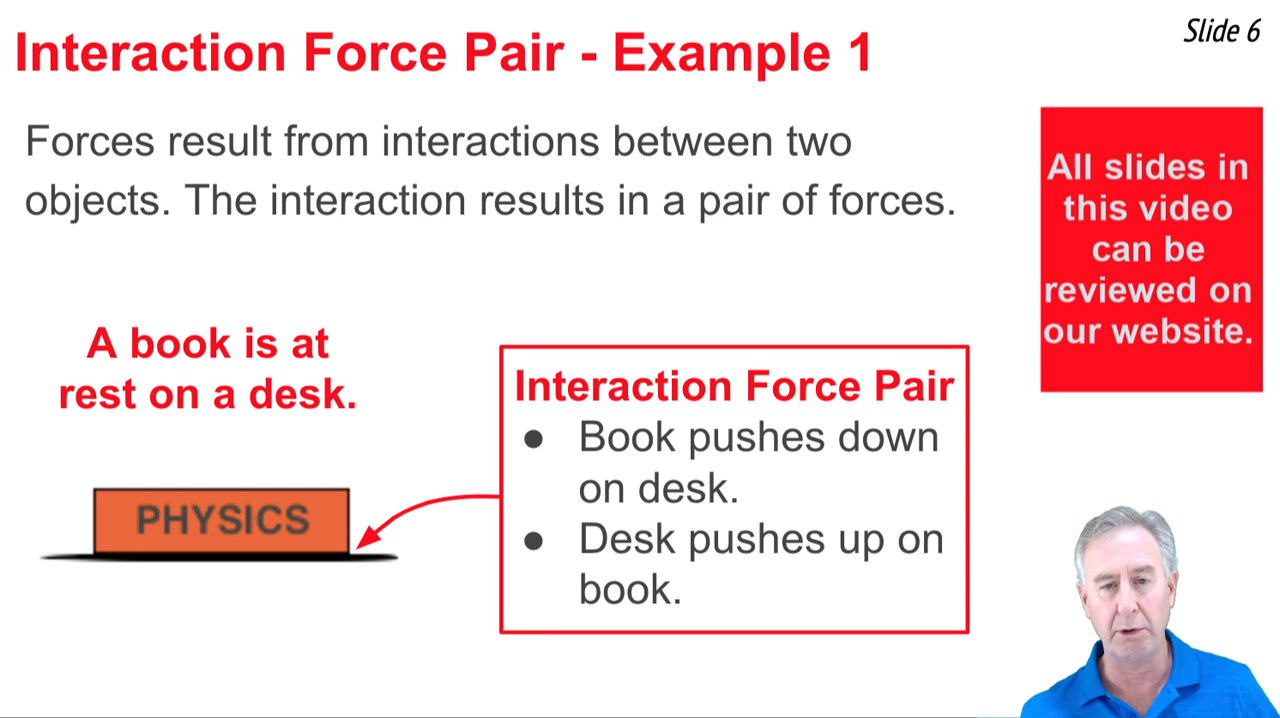 Interaction Force Pair - Example 1
Slide 6
Forces result from interactions between two
objects. The interaction results in a pair of forces.
All slides in
this video
can be
reviewed on
our website.
A book is at
rest on a desk.
PHYSICS
Interaction Force Pair
● Book pushes down
on desk.
● Desk pushes up on
book.